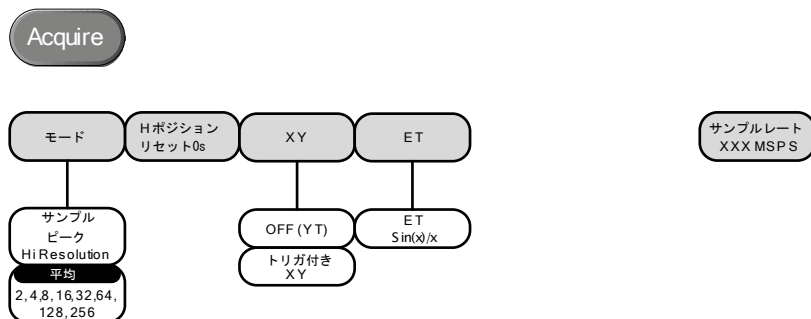 Acquire
モード
Hポジション
リセット0s
XY
ET
サンプルレート
XXX MSPS
サンプル
ピーク
Hi Resolution
平均
2,4,8,16,32,64,
128,256
OFF (YT)
トリガ付き
XY
ET
Sin(x)/x